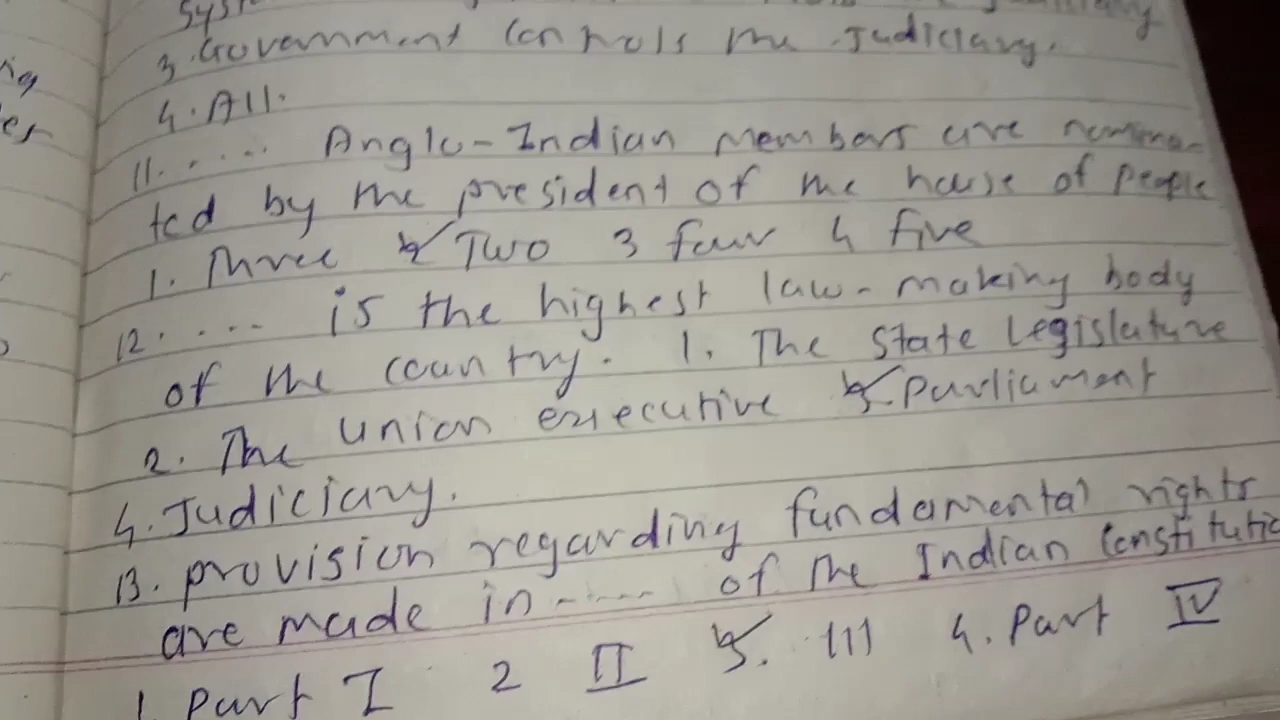 Syst
3. Government Controls the Judiciary.
4. All.
11. ..... Anglo-Indian members are nomina-
ted by the president of the house of people
1. Three 2 Two 3 four 4 five
12. .... is the highest law-making body
of the country. 1. The State Legislature
2. The union executive 3. parliament
4. Judiciary.
13. provision regarding fundamental rights
are made in ..... of the Indian Constitutio
1. Part I 2 II 3. III 4. Part IV